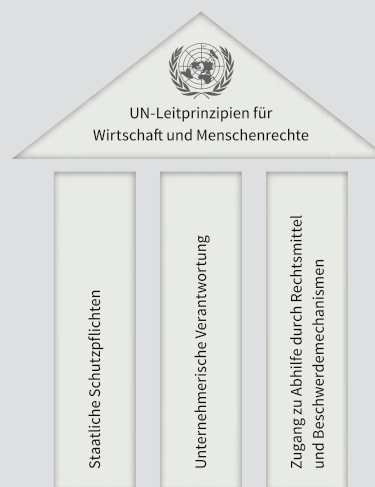 UN-Leitprinzipien für
Wirtschaft und Menschenrechte
Staatliche Schutzpflichten
Unternehmerische Verantwortung
Zugang zu Abhilfe durch Rechtsmittel
und Beschwerdemechanismen